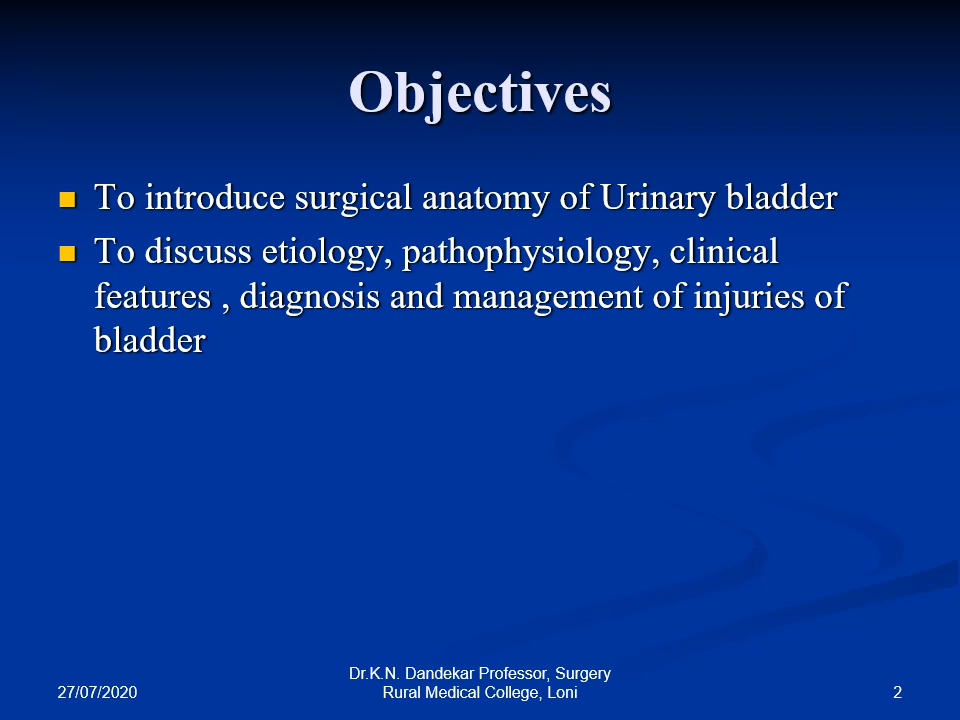 Objectives
To introduce surgical anatomy of Urinary bladder
To discuss etiology, pathophysiology, clinical
features , diagnosis and management of injuries of
bladder
27/07/2020
Dr.K.N. Dandekar Professor, Surgery
Rural Medical College, Loni
2